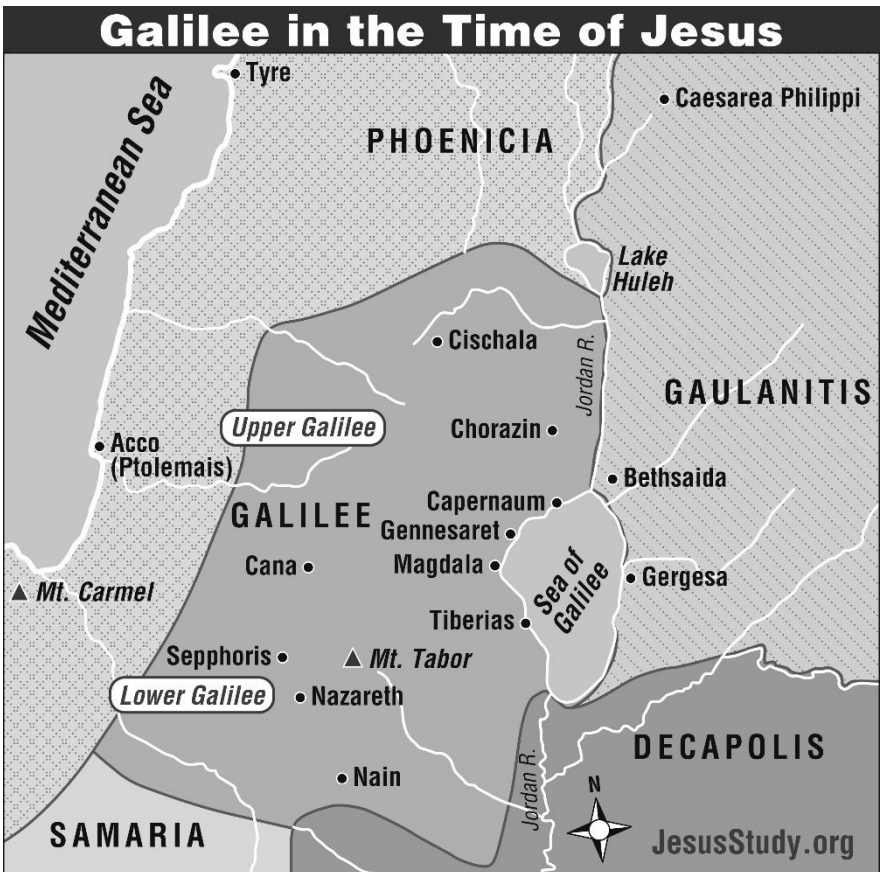 Galilee in the Time of Jesus
Tyre
Mediterranean Sea
PHOENICIA
Caesarea Philippi
Lake
Huleh
Cischala
Jordan R.
GAULANITIS
Upper Galilee
Chorazin
Acco
(Ptolemais)
Bethsaida
Capernaum
GALILEE
Gennesaret
Cana
Magdala
Sea of
Galilee
Gergesa
Mt. Carmel
Tiberias
Sepphoris
Mt. Tabor
Lower Galilee
Nazareth
DECAPOLIS
Jordan R.
Nain
N
SAMARIA
JesusStudy.org